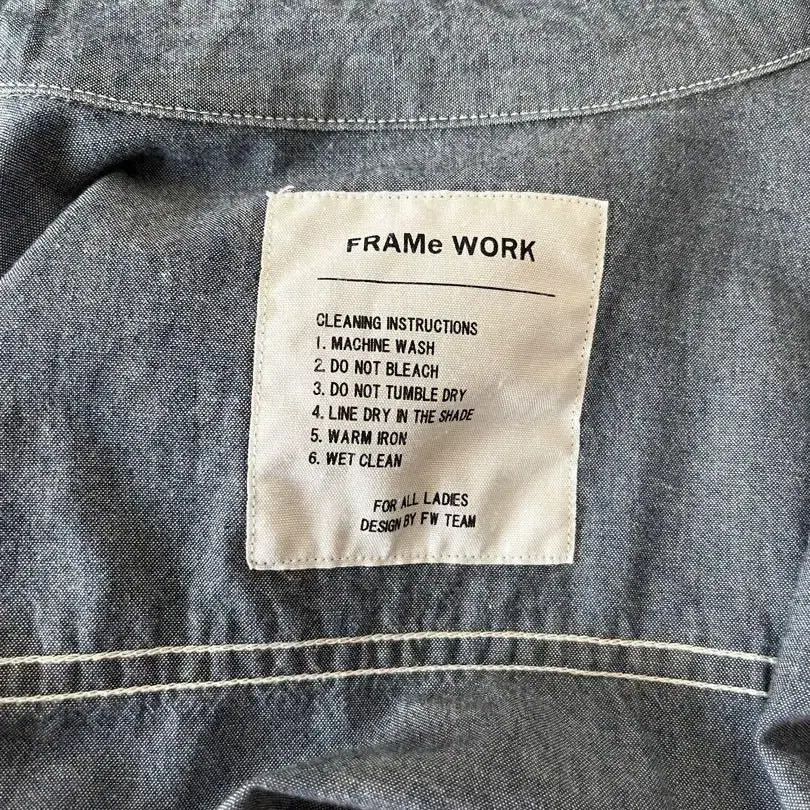 FRAMe WORK
CLEANING INSTRUCTIONS
1. MACHINE WASH
2. DO NOT BLEACH
3. DO NOT TUMBLE DRY
4. LINE DRY IN THE SHADE
5. WARM IRON
6. WET CLEAN
FOR ALL LADIES
DESIGN BY FW TEAM